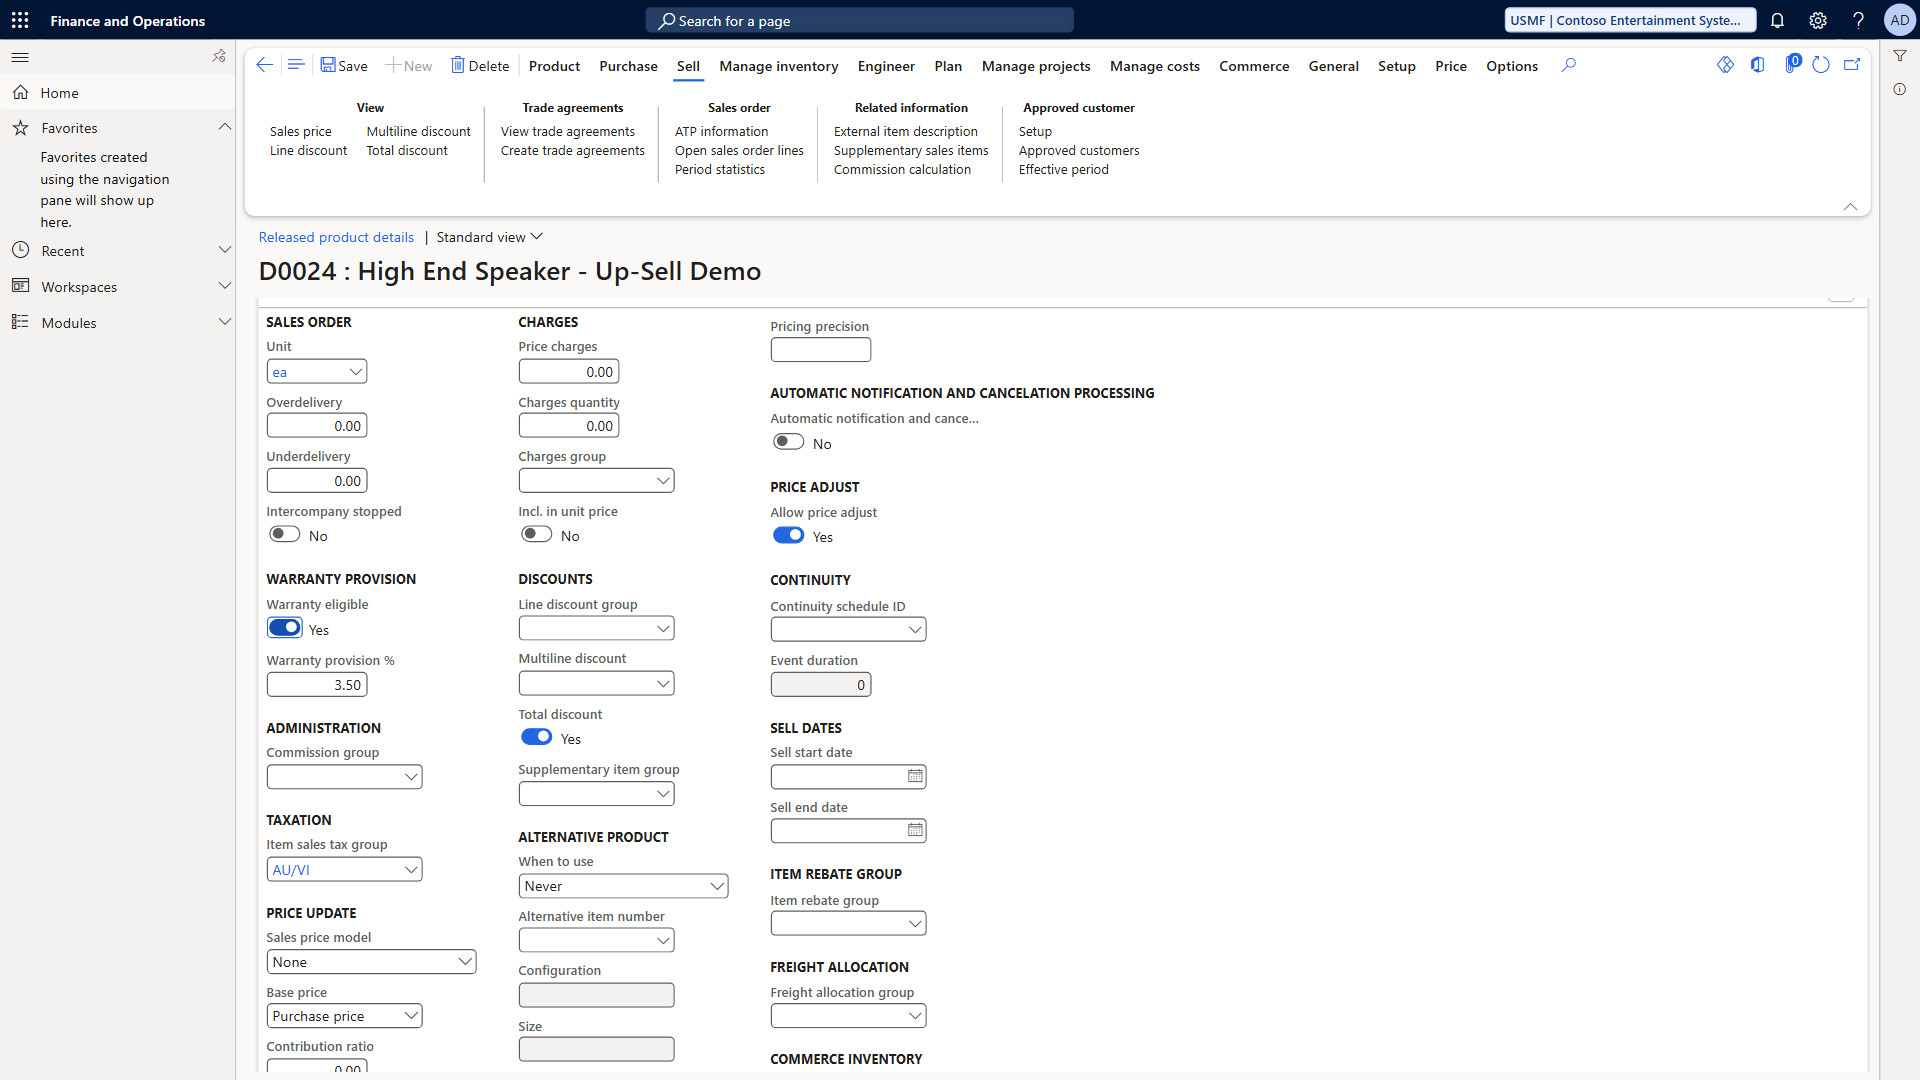 Finance and Operations
Search for a page
USMF | Contoso Entertainment Syste...
AD
Home
Favorites
Favorites created
using the navigation
pane will show up
here.
Recent
Workspaces
Modules
Save
New
Delete
Product
Purchase
Sell
Manage inventory
Engineer
Plan
Manage projects
Manage costs
Commerce
General
Setup
Price
Options
0
View
Sales price
Multiline discount
Line discount
Total discount
Trade agreements
View trade agreements
Create trade agreements
Sales order
ATP information
Open sales order lines
Period statistics
Related information
External item description
Supplementary sales items
Commission calculation
Approved customer
Setup
Approved customers
Effective period
Released product details | Standard view
D0024 : High End Speaker - Up-Sell Demo
SALES ORDER
Unit
ea
Overdelivery
0.00
Underdelivery
0.00
Intercompany stopped
No
WARRANTY PROVISION
Warranty eligible
Yes
Warranty provision %
3.50
ADMINISTRATION
Commission group
TAXATION
Item sales tax group
AU/VI
PRICE UPDATE
Sales price model
None
Base price
Purchase price
Contribution ratio
0.00
CHARGES
Price charges
0.00
Charges quantity
0.00
Charges group
Incl. in unit price
No
DISCOUNTS
Line discount group
Multiline discount
Total discount
Yes
Supplementary item group
ALTERNATIVE PRODUCT
When to use
Never
Alternative item number
Configuration
Size
Pricing precision
AUTOMATIC NOTIFICATION AND CANCELATION PROCESSING
Automatic notification and cance...
No
PRICE ADJUST
Allow price adjust
Yes
CONTINUITY
Continuity schedule ID
Event duration
0
SELL DATES
Sell start date
Sell end date
ITEM REBATE GROUP
Item rebate group
FREIGHT ALLOCATION
Freight allocation group
COMMERCE INVENTORY